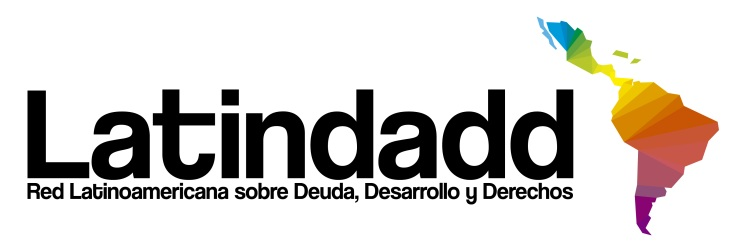 Latindadd
Red Latinoamericana sobre Deuda, Desarrollo y Derechos